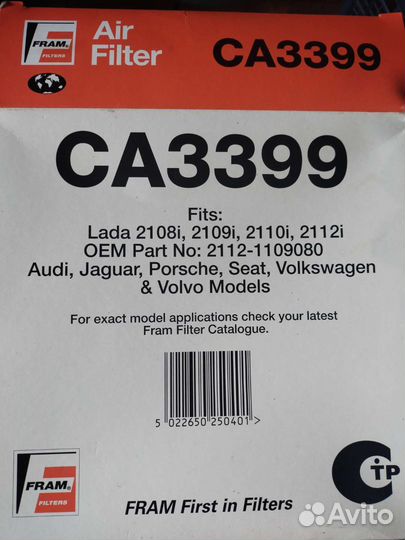 FRAM®
FILTERS
Air
Filter
CA3399
CA3399
Fits:
Lada 2108i, 2109i, 2110i, 2112i
OEM Part No: 2112-1109080
Audi, Jaguar, Porsche, Seat, Volkswagen
& Volvo Models
For exact model applications check your latest
Fram Filter Catalogue.
5 022650 250401 >
FRAM®
FILTERS
FRAM First in Filters
СТР
Avito